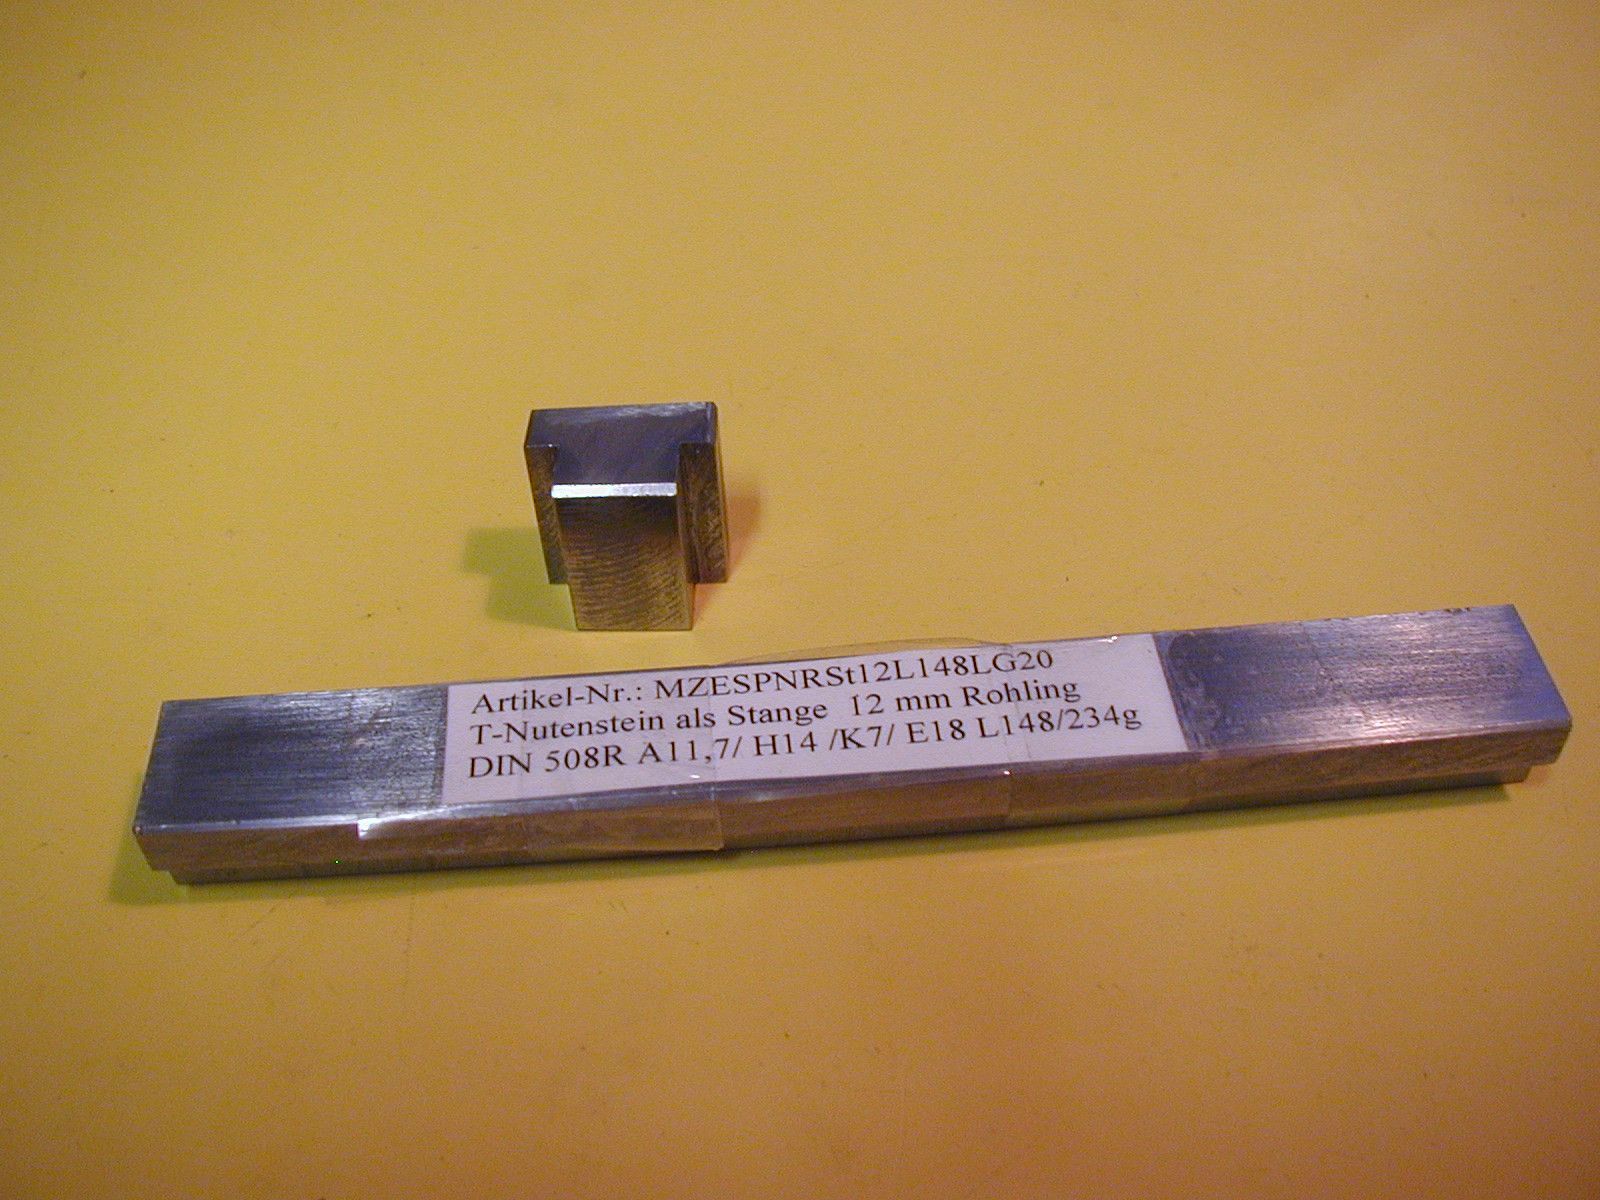 Artikel-Nr.: MZESPNRSt12L148LG20
T-Nutenstein als Stange 12 mm Rohling
DIN 508R A11,7/ H14 /K7/ E18 L148/234g